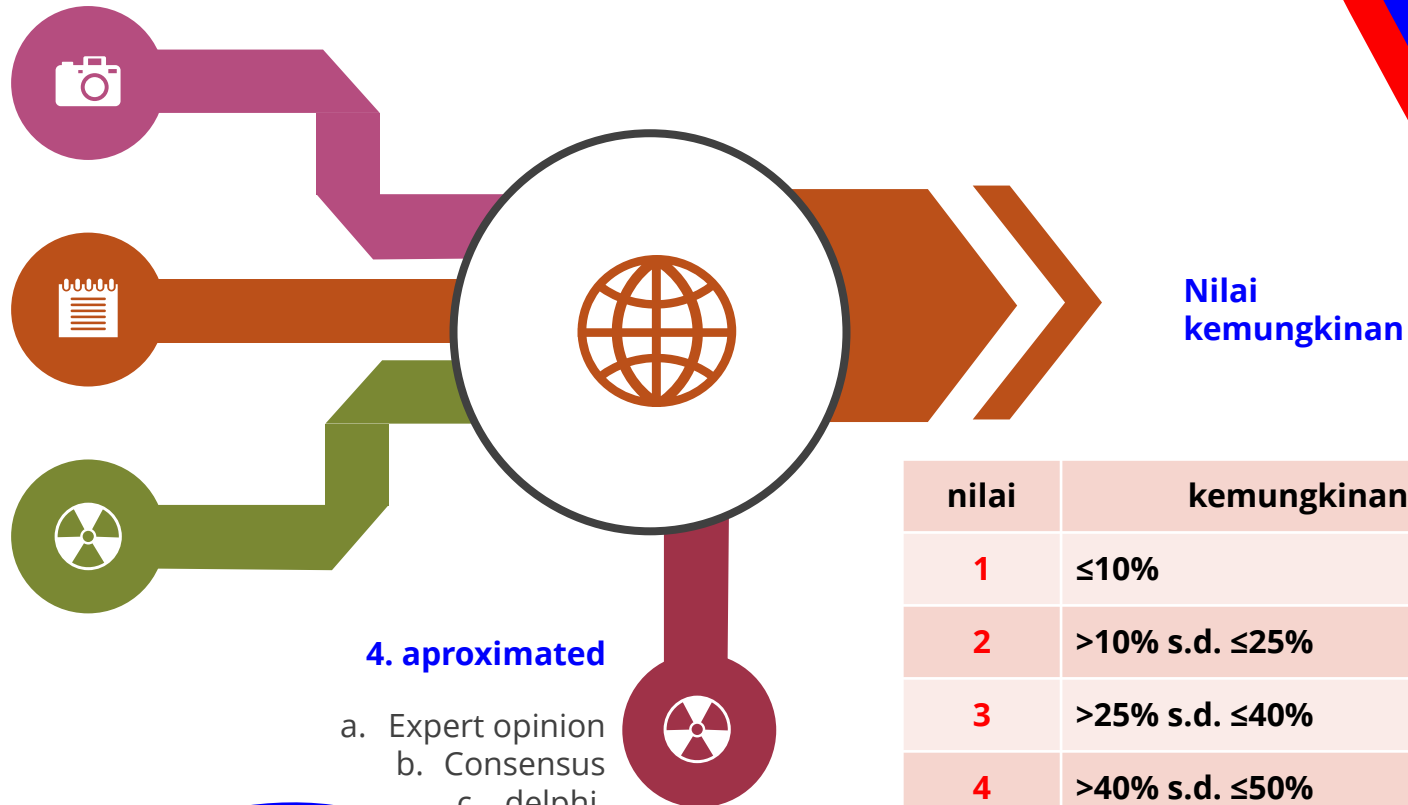 Nilai
kemungkinan
nilai kemungkinan
1 ≤10%
2 >10% s.d. ≤25%
3 >25% s.d. ≤40%
4 >40% s.d. ≤50%
4. aproximated
a. Expert opinion
b. Consensus
c. delphi